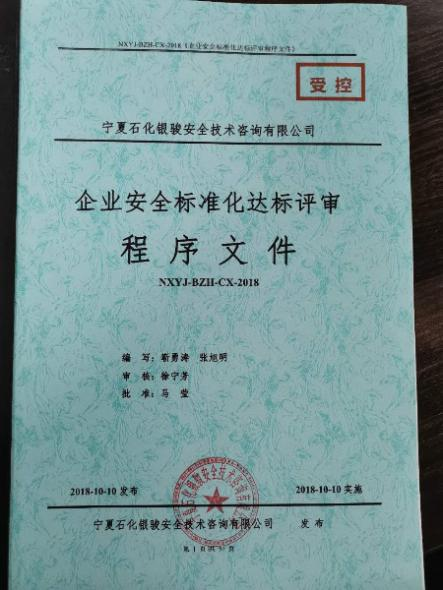 NXYJ-BZH-CX-2018《企业安全标准化达标评审程序文件》
受控
宁夏石化银骏安全技术咨询有限公司
企业安全标准化达标评审
程序文件
NXYJ-BZH-CX-2018
编 写：靳勇涛 张旭明
审 核：徐宁芳
批 准：马莹
2018-10-10 发布
2018-10-10 实施
宁夏石化银骏安全技术咨询有限公司 发布
第 1 页 共